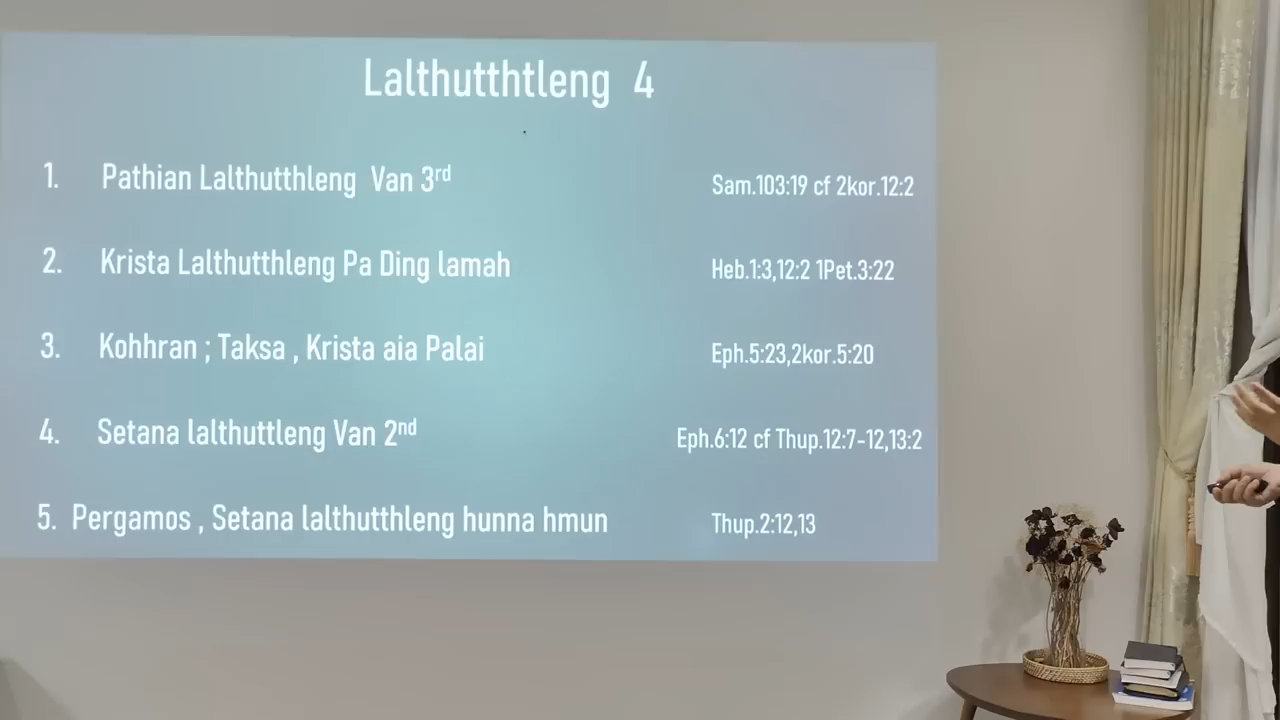 Lalthutthtleng 4
1. Pathian Lalthutthleng Van 3rd Sam.103:19 cf 2kor.12:2
2. Krista Lalthutthleng Pa Ding lamah Heb.1:3,12:2 1Pet.3:22
3. Kohhran ; Taksa , Krista aia Palai Eph.5:23,2kor.5:20
4. Setana lalthuttleng Van 2nd Eph.6:12 cf Thup.12:7-12,13:2
5. Pergamos , Setana lalthutthleng hunna hmun Thup.2:12,13